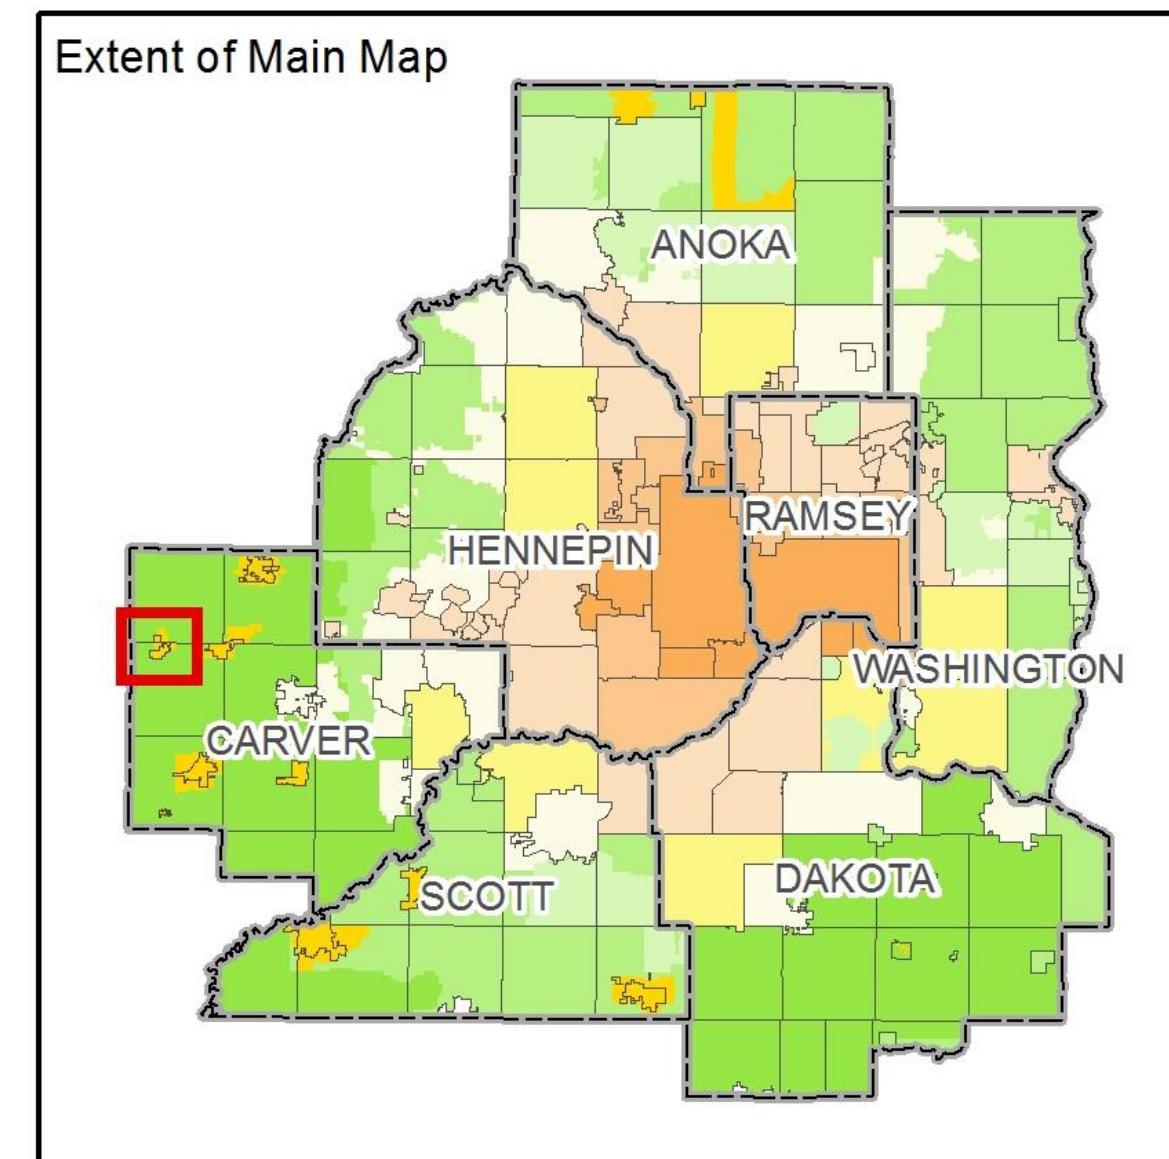 Extent of Main Map
ANOKA
RAMSEY
HENNEPIN
WASHINGTON
CARVER
DAKOTA
SCOTT